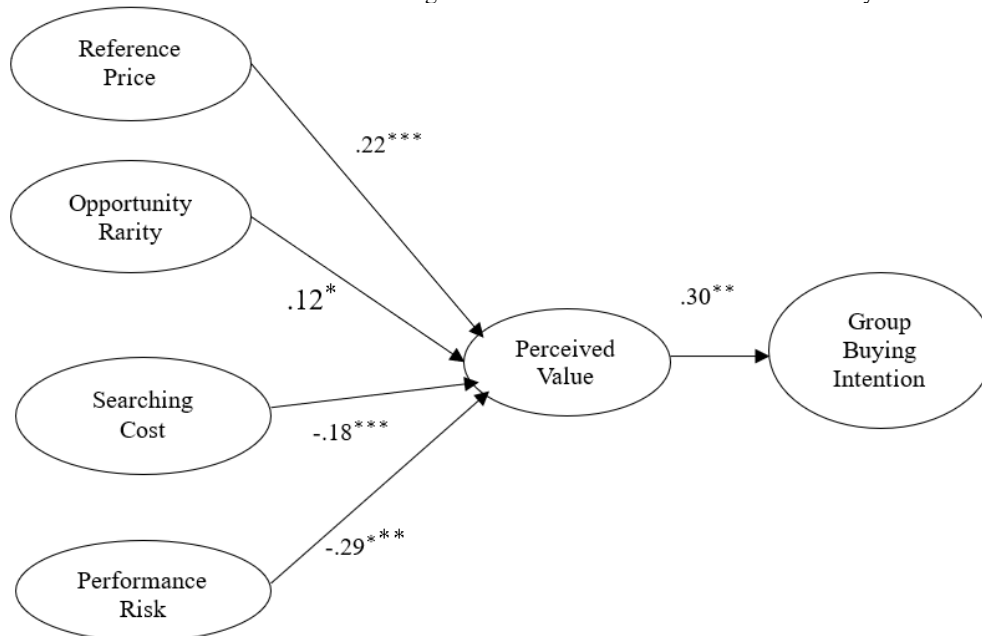 Reference
Price
.22***
Opportunity
Rarity
.12*
.30**
Group
Buying
Intention
Perceived
Value
Searching
Cost
-.18***
-.29***
Performance
Risk